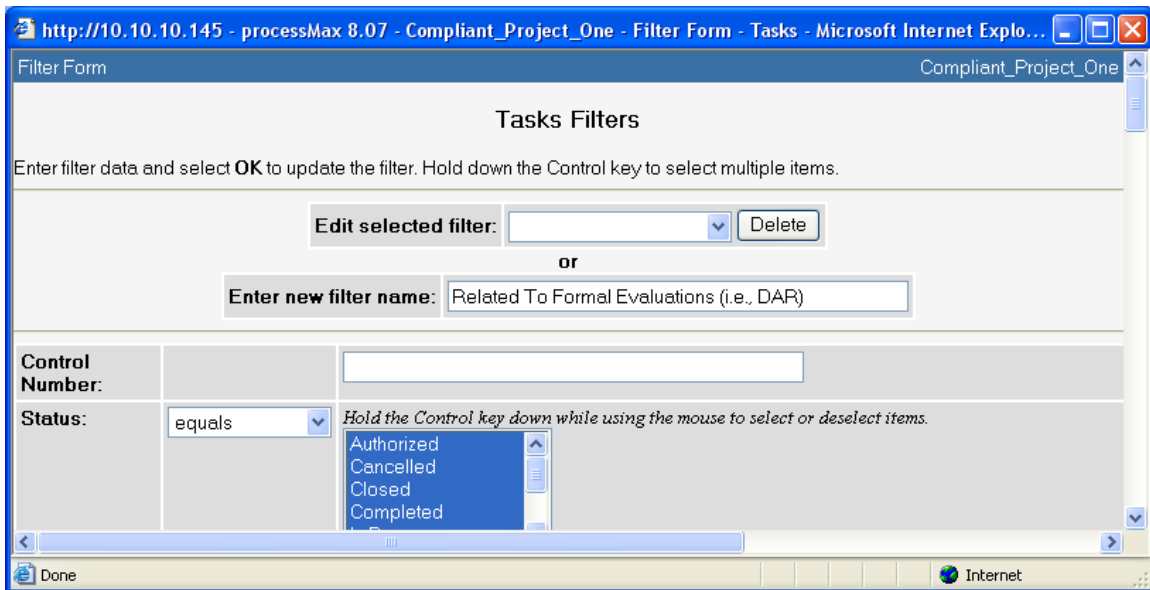 http://10.10.10.145 - processMax 8.07 - Compliant_Project_One - Filter Form - Tasks - Microsoft Internet Explo...
Filter Form Compliant_Project_One
Tasks Filters
Enter filter data and select OK to update the filter. Hold down the Control key to select multiple items.
Edit selected filter: Delete
or
Enter new filter name: Related To Formal Evaluations (i.e., DAR)
Control
Number:
Status: equals Hold the Control key down while using the mouse to select or deselect items.
Authorized
Cancelled
Closed
Completed
Done Internet